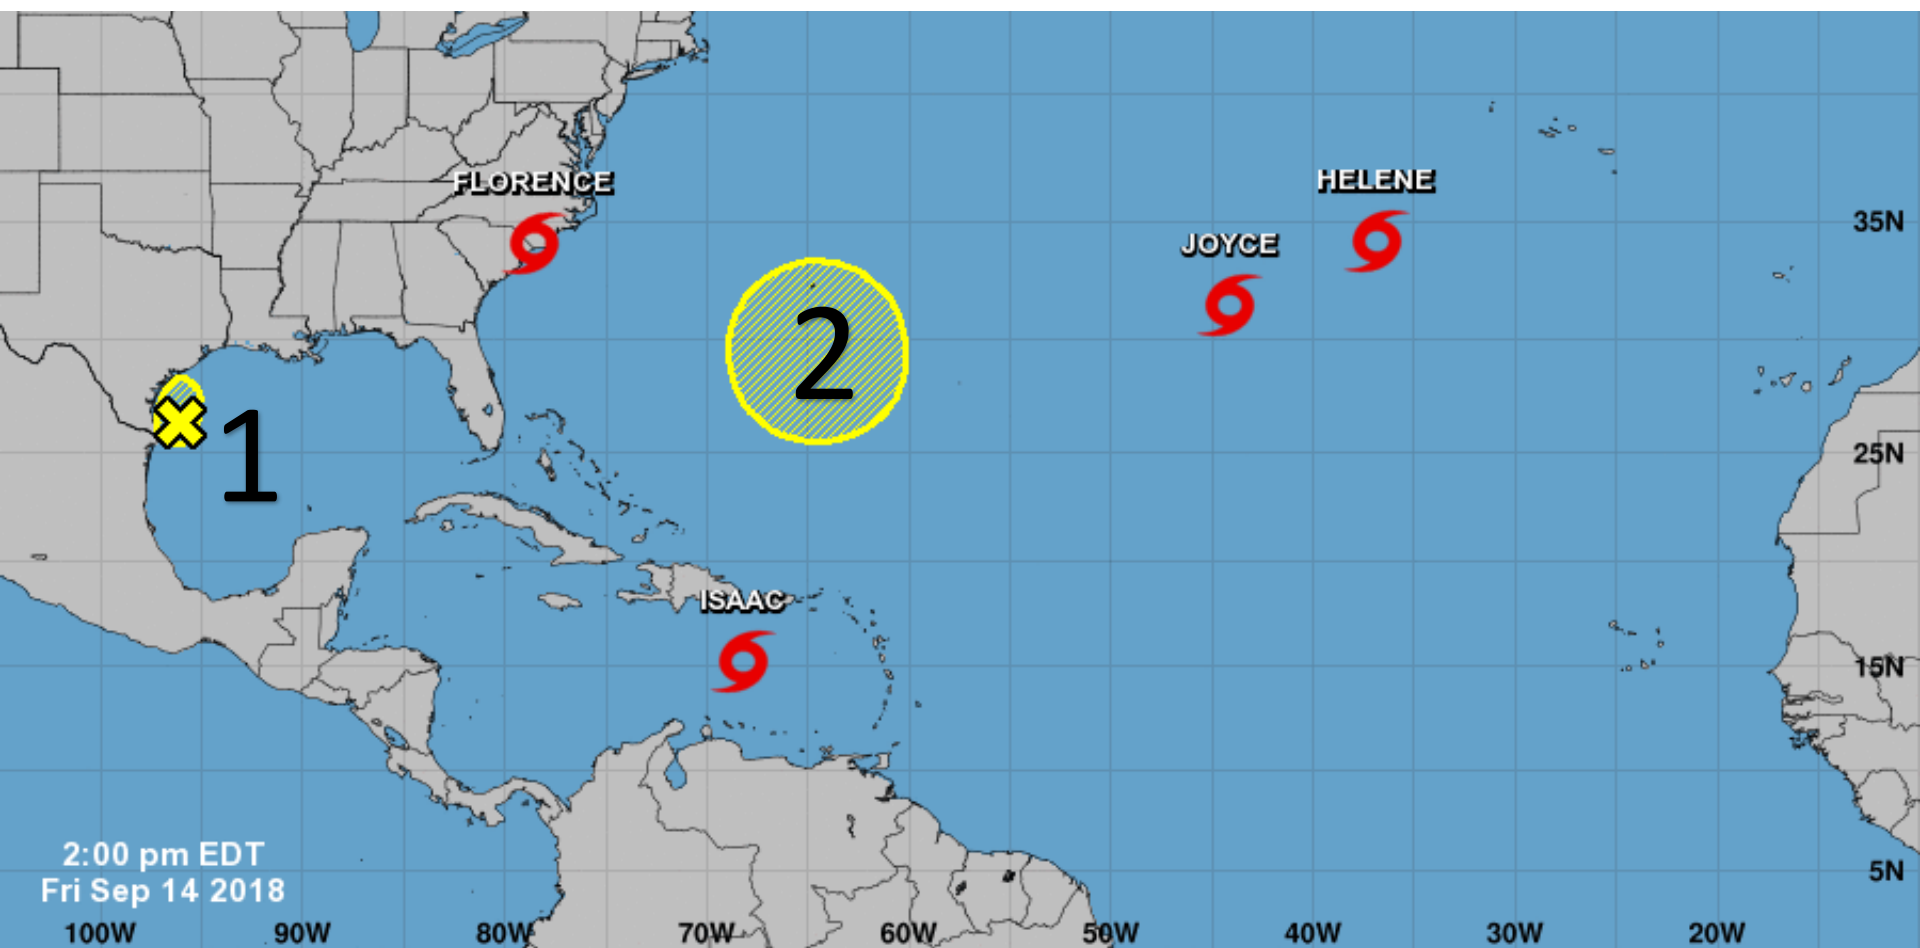 FLORENCE
HELENE
35N
JOYCE
2
1
25N
ISAAC
15N
2:00 pm EDT
Fri Sep 14 2018
5N
100W 90W 80W 70W 60W 50W 40W 30W 20W